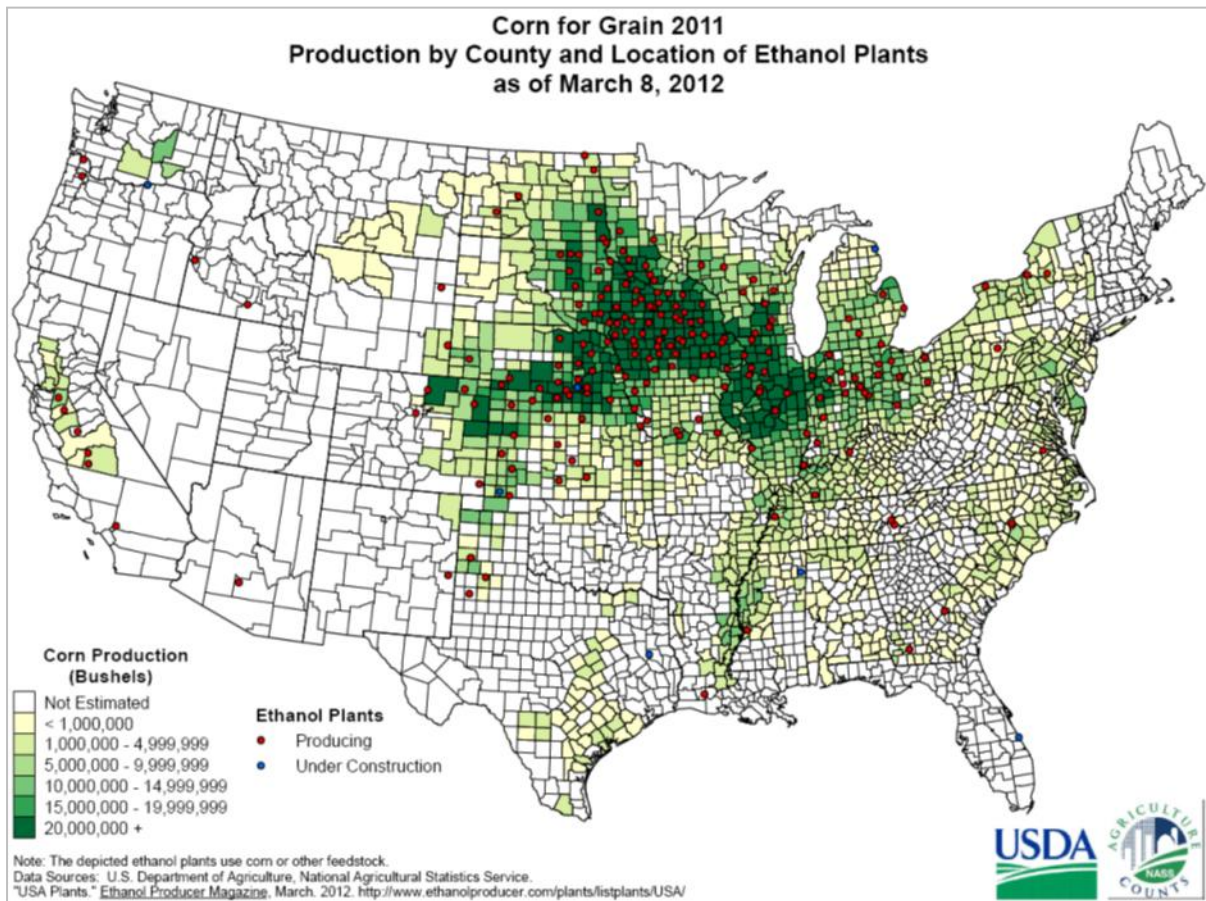 Corn for Grain 2011
Production by County and Location of Ethanol Plants
as of March 8, 2012
Corn Production
(Bushels)
Not Estimated
< 1,000,000
1,000,000 - 4,999,999
5,000,000 - 9,999,999
10,000,000 - 14,999,999
15,000,000 - 19,999,999
20,000,000 +
Ethanol Plants
Producing
Under Construction
Note: The depicted ethanol plants use corn or other feedstock.
Data Sources: U.S. Department of Agriculture, National Agricultural Statistics Service.
"USA Plants." Ethanol Producer Magazine, March. 2012. http://www.ethanolproducer.com/plants/listplants/USA/
USDA
AGRICULTURE
NASS
COUNTS